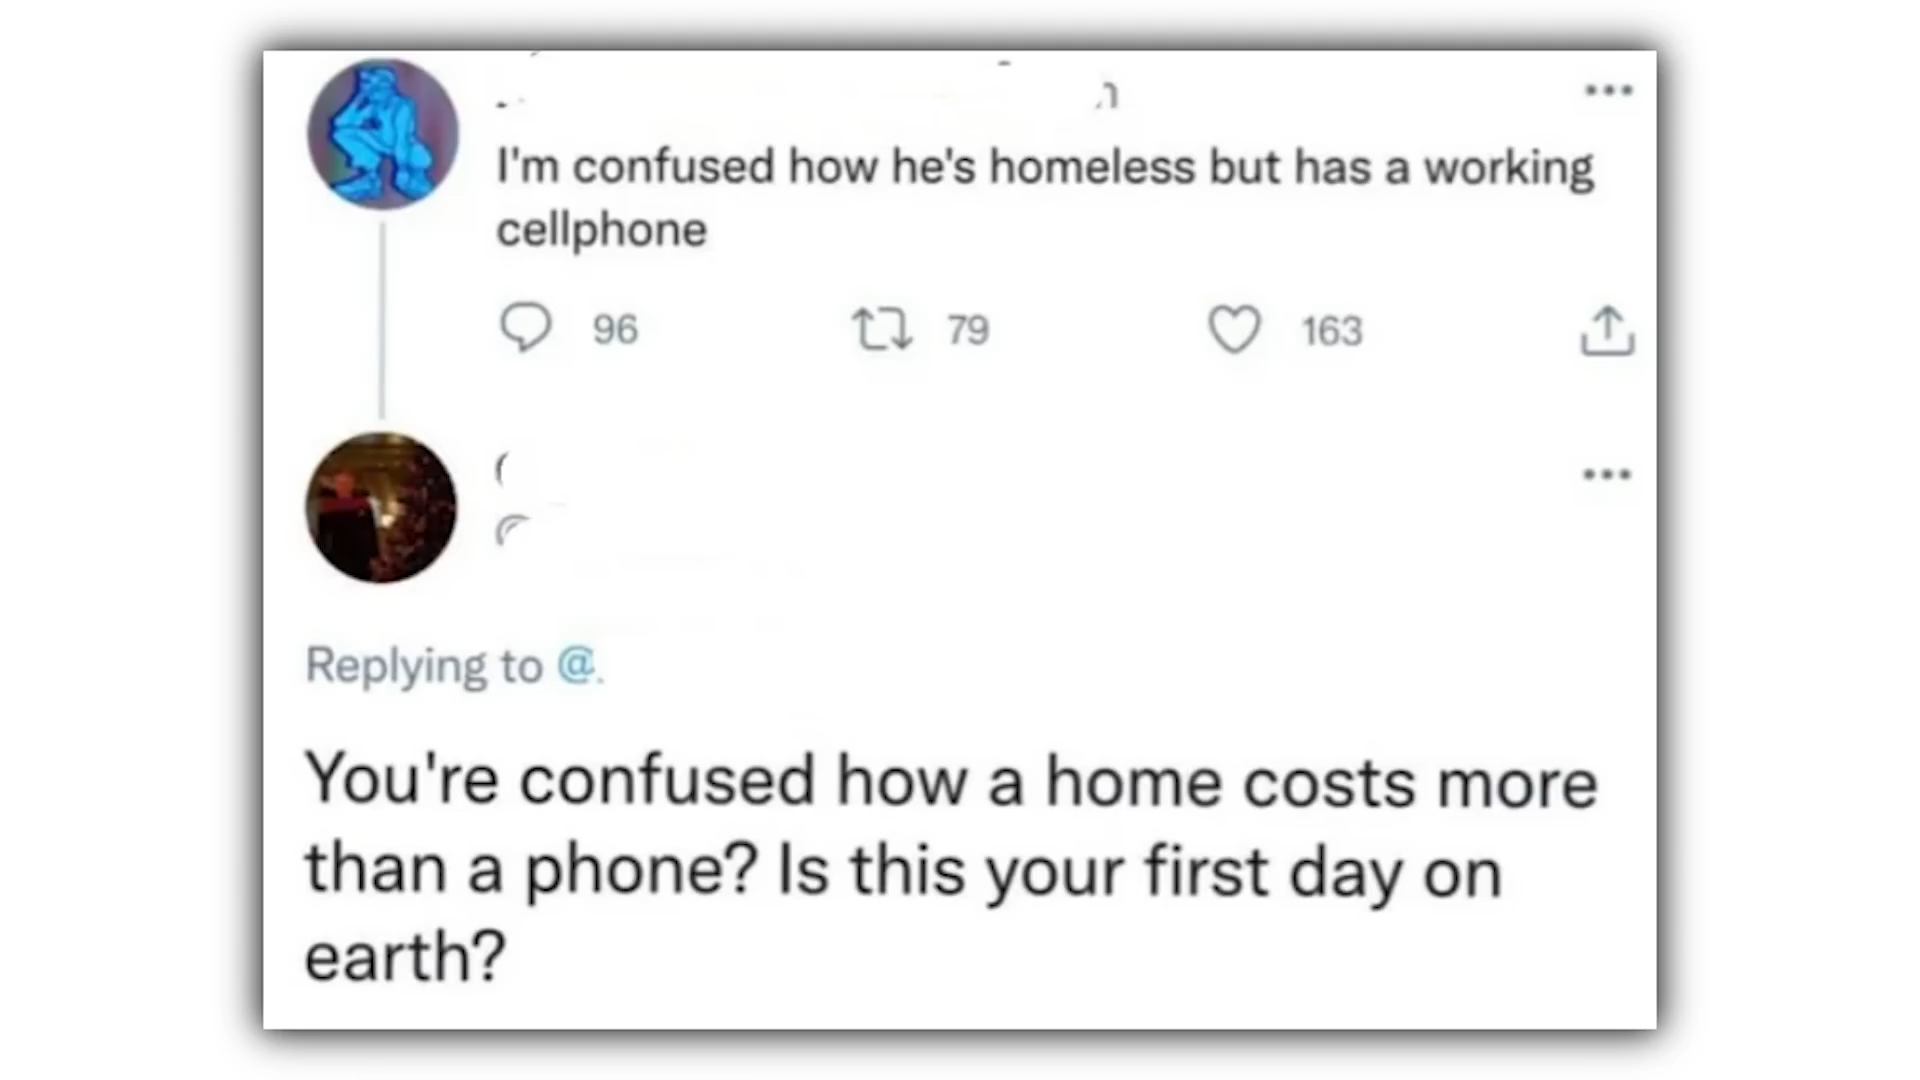 I'm confused how he's homeless but has a working
cellphone
96 79 163
Replying to @.
You're confused how a home costs more
than a phone? Is this your first day on
earth?